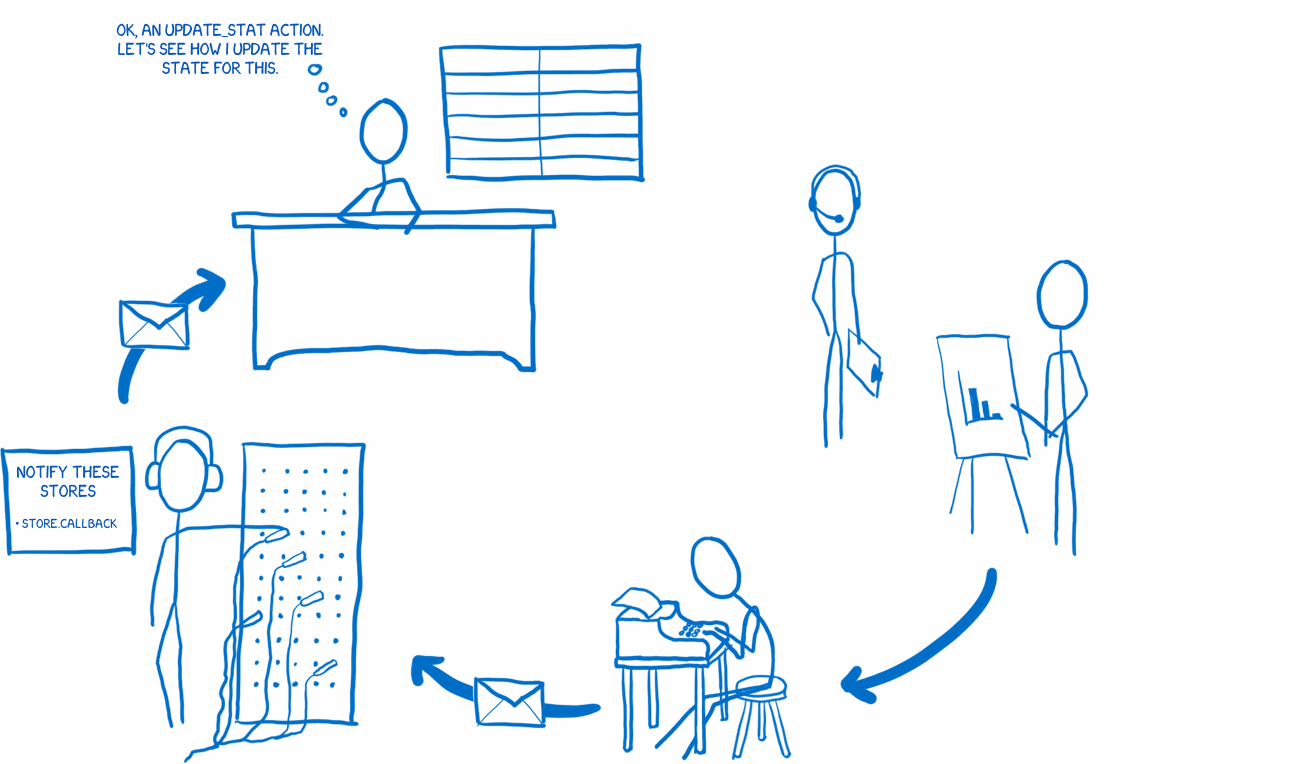 OK, AN UPDATE_STAT ACTION.
LET'S SEE HOW I UPDATE THE
STATE FOR THIS.
NOTIFY THESE
STORES
• STORE.CALLBACK